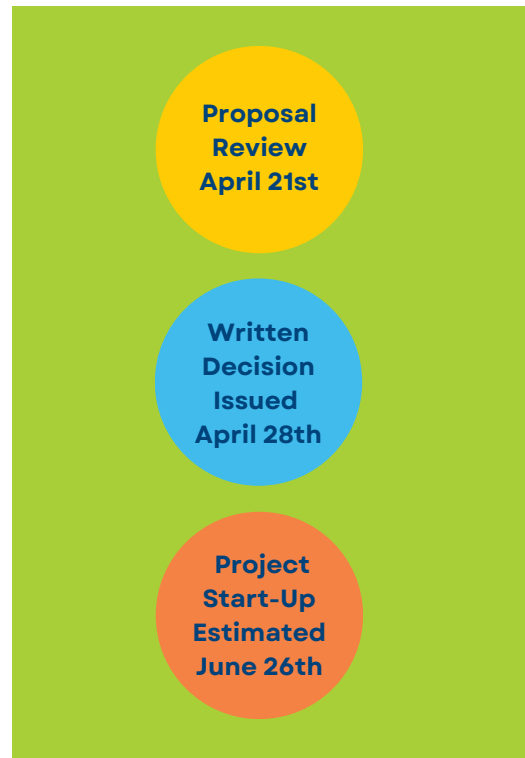 Proposal
Review
April 21st
Written
Decision
Issued
April 28th
Project
Start-Up
Estimated
June 26th